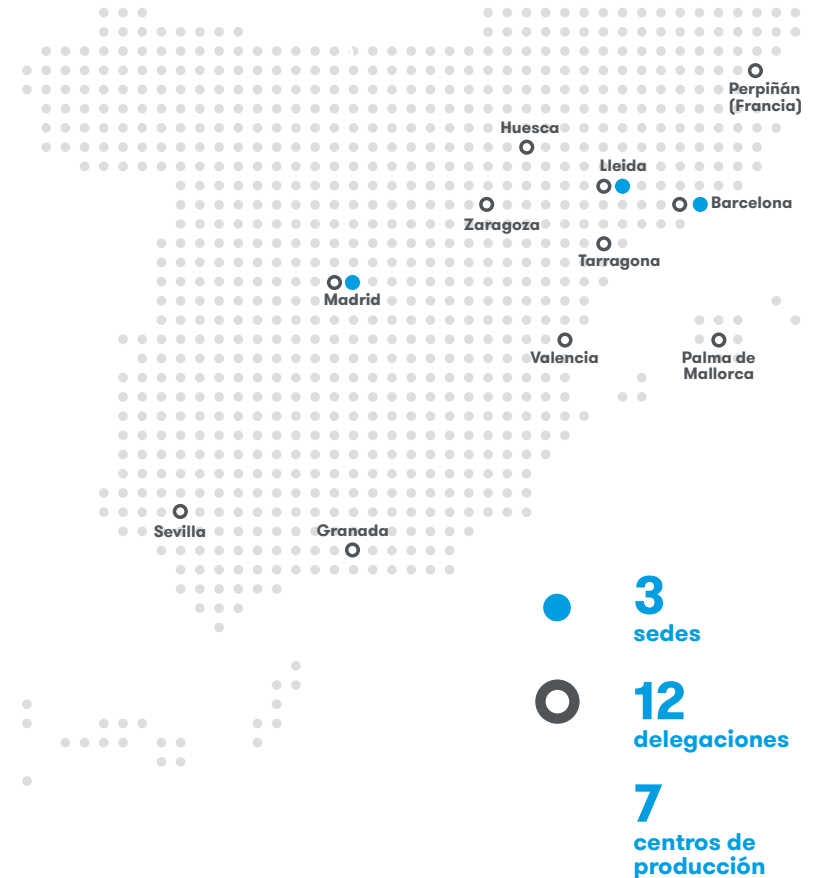 Perpiñán
(Francia)
Huesca
Lleida
Barcelona
Zaragoza
Tarragona
Madrid
Valencia
Palma de
Mallorca
Sevilla
Granada
3
sedes
12
delegaciones
7
centros de
producción